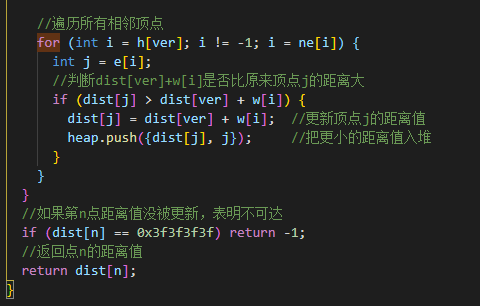 //遍历所有相邻顶点
for (int i = h[ver]; i != -1; i = ne[i]) {
int j = e[i];
//判断dist[ver]+w[i]是否比原来顶点j的距离大
if (dist[j] > dist[ver] + w[i]) {
dist[j] = dist[ver] + w[i];  //更新顶点j的距离值
heap.push({dist[j], j});     //把更小的距离值入堆
}
}
}
//如果第n点距离值没被更新，表明不可达
if (dist[n] == 0x3f3f3f3f) return -1;
//返回点n的距离值
return dist[n];
}